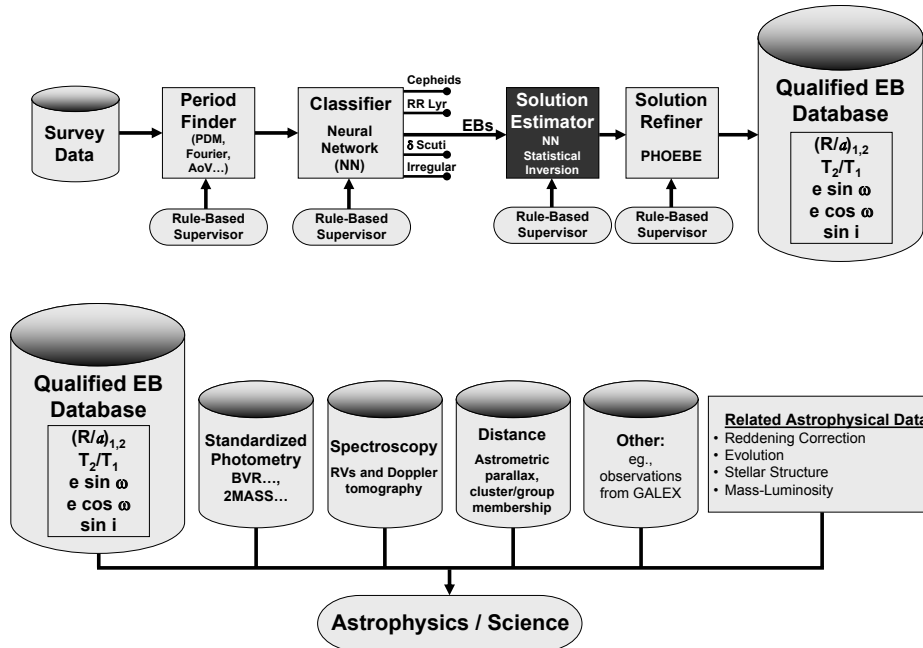 Survey
Data
Period
Finder
(PDM,
Fourier,
AoV...)
Rule-Based
Supervisor
Classifier
Neural
Network
(NN)
Rule-Based
Supervisor
Cepheids
RR Lyr
EBs
δ Scuti
Irregular
Solution
Estimator
NN
Statistical
Inversion
Rule-Based
Supervisor
Solution
Refiner
PHOEBE
Rule-Based
Supervisor
Qualified EB
Database
(R/a)1,2
T2/T1
e sin ω
e cos ω
sin i
Qualified EB
Database
(R/a)1,2
T2/T1
e sin ω
e cos ω
sin i
Standardized
Photometry
BVR...,
2MASS...
Spectroscopy
RVs and Doppler
tomography
Distance
Astrometric
parallax,
cluster/group
membership
Other:
eg.,
observations
from GALEX
Related Astrophysical Data
• Reddening Correction
• Evolution
• Stellar Structure
• Mass-Luminosity
Astrophysics / Science